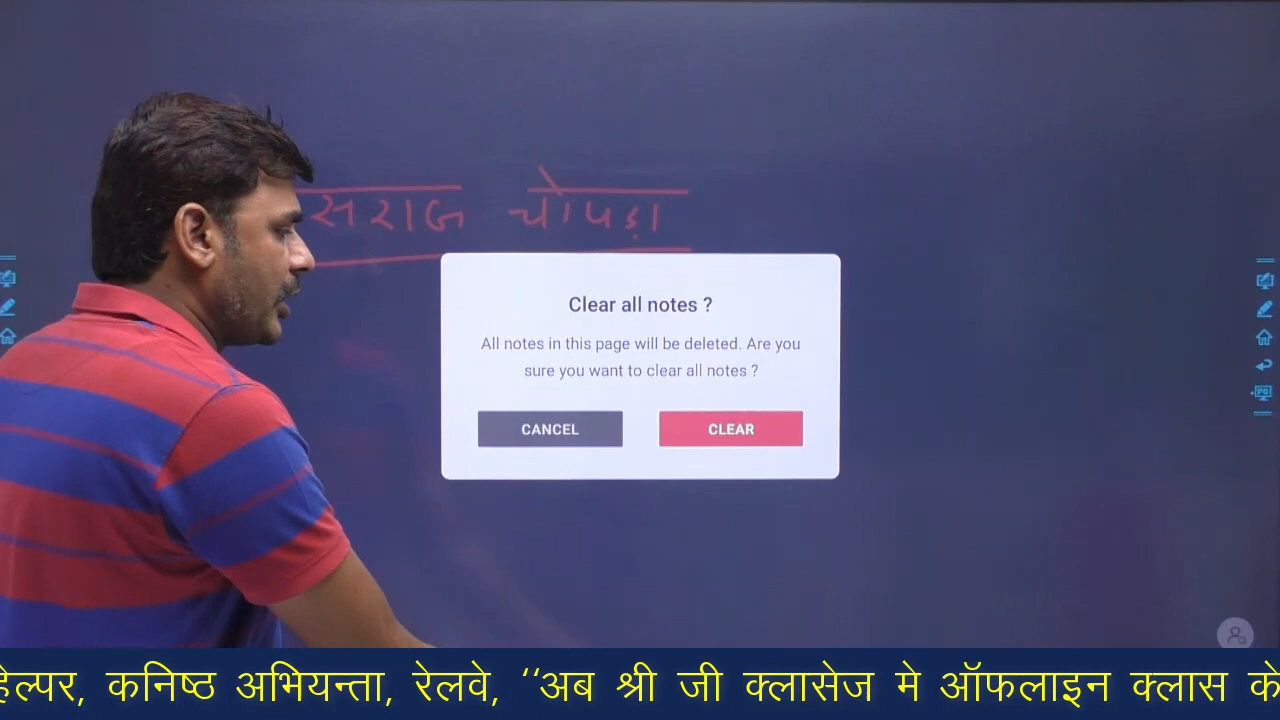 सराज चोपड़ा
Clear all notes ?
All notes in this page will be deleted. Are you
sure you want to clear all notes ?
CANCEL CLEAR
PG
हेल्पर, कनिष्ठ अभियन्ता, रेलवे, ‘‘अब श्री जी क्लासेज मे ऑफलाइन क्लास के